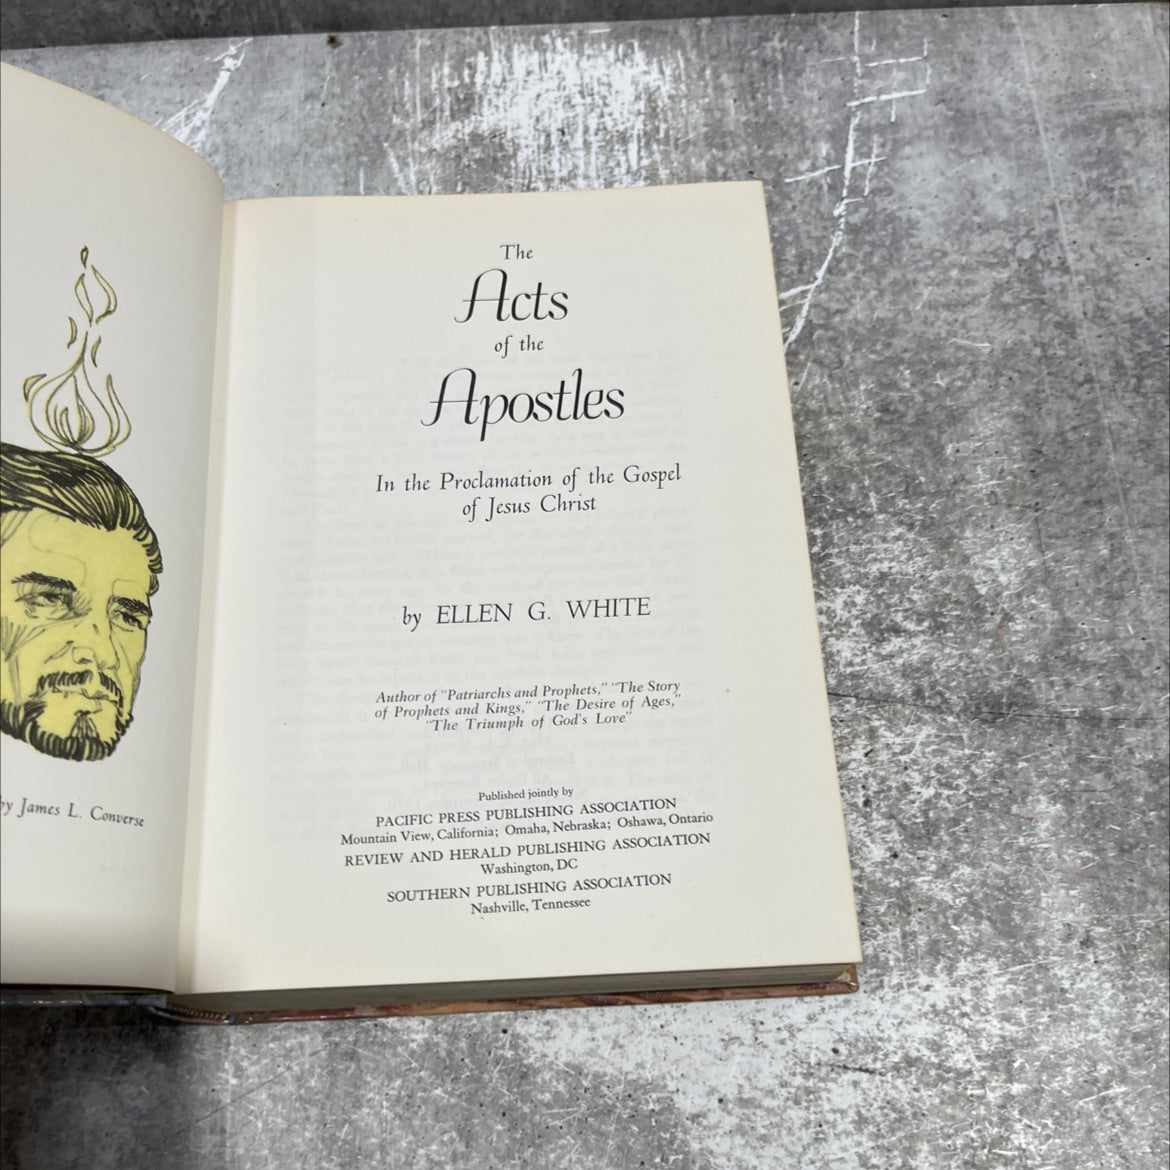 by James L. Converse
The
Acts
of the
Apostles
In the Proclamation of the Gospel
of Jesus Christ
by ELLEN G. WHITE
Author of "Patriarchs and Prophets," "The Story
of Prophets and Kings," "The Desire of Ages,"
"The Triumph of God's Love"
Published jointly by
PACIFIC PRESS PUBLISHING ASSOCIATION
Mountain View, California; Omaha, Nebraska; Oshawa, Ontario
REVIEW AND HERALD PUBLISHING ASSOCIATION
Washington, DC
SOUTHERN PUBLISHING ASSOCIATION
Nashville, Tennessee